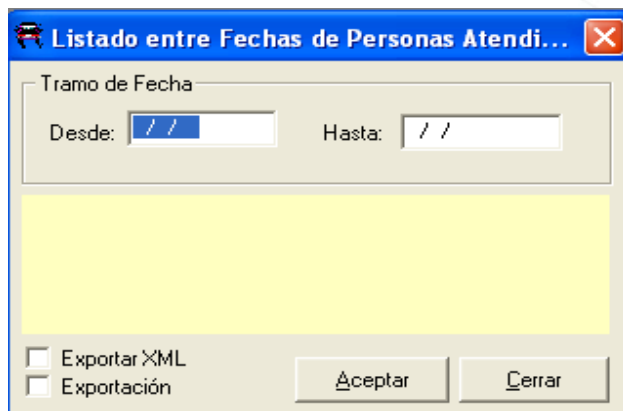 Listado entre Fechas de Personas Atendi...
Tramo de Fecha
Desde: / / Hasta: / /
Exportar XML
Exportación
Aceptar Cerrar